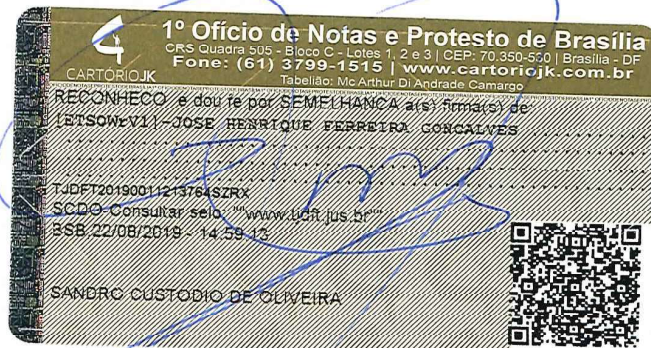 1º Ofício de Notas e Protesto de Brasília
CRS Quadra 505 - Bloco C - Lotes 1, 2 e 3 | CEP: 70.350-530 | Brasília - DF
Fone: (61) 3799-1515 | www.cartoriojk.com.br
Tabelião: Mc Arthur Di Andrade Camargo
CARTÓRIOJK
RECONHECO e dou fe por SEMELHANCA a(s) firma(s) de:
[ETSOWrV1]-JOSE HENRIQUE FERREIRA GONCALVES
TJDFT20190011213764SZRX
SCDO-Consultar selo: ""www.tjdft.jus.br""
BSB,22/08/2019 - 14:59:13
SANDRO CUSTODIO DE OLIVEIRA